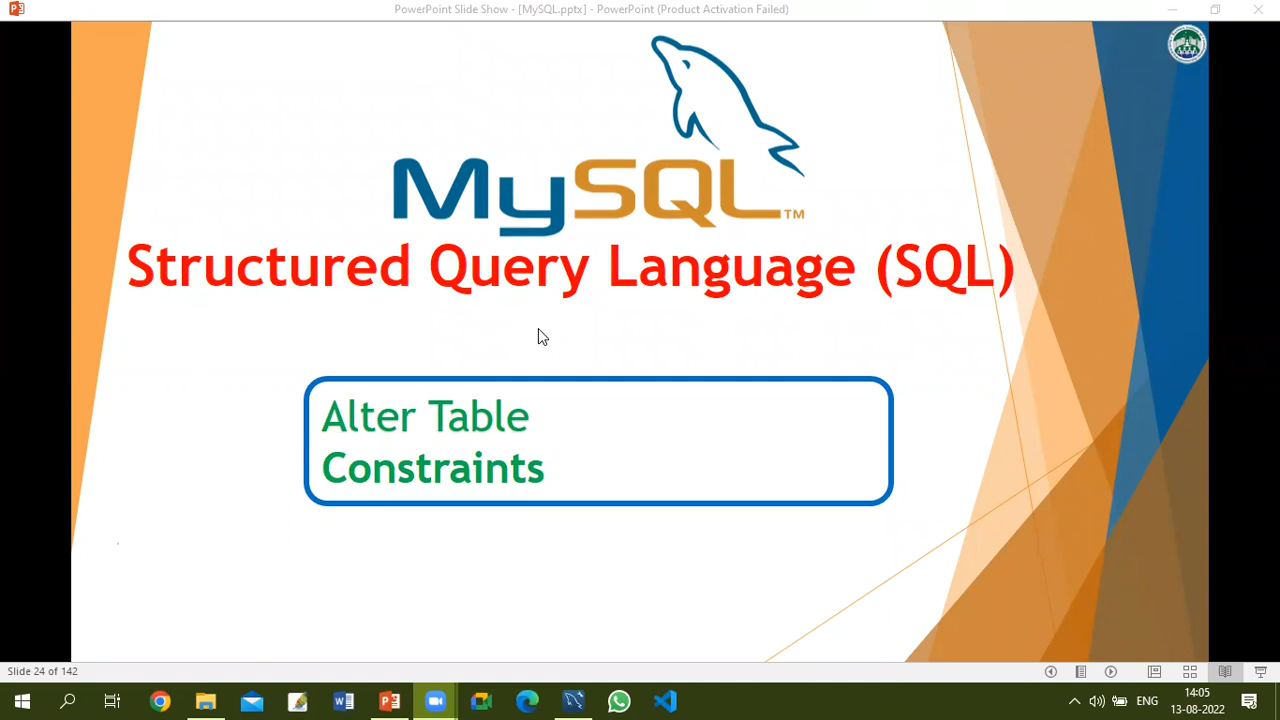 PowerPoint Slide Show - [MySQL.pptx] - PowerPoint (Product Activation Failed)
MySQL™
Structured Query Language (SQL)
Alter Table
Constraints
Slide 24 of 142
ENG
14:05
13-08-2022